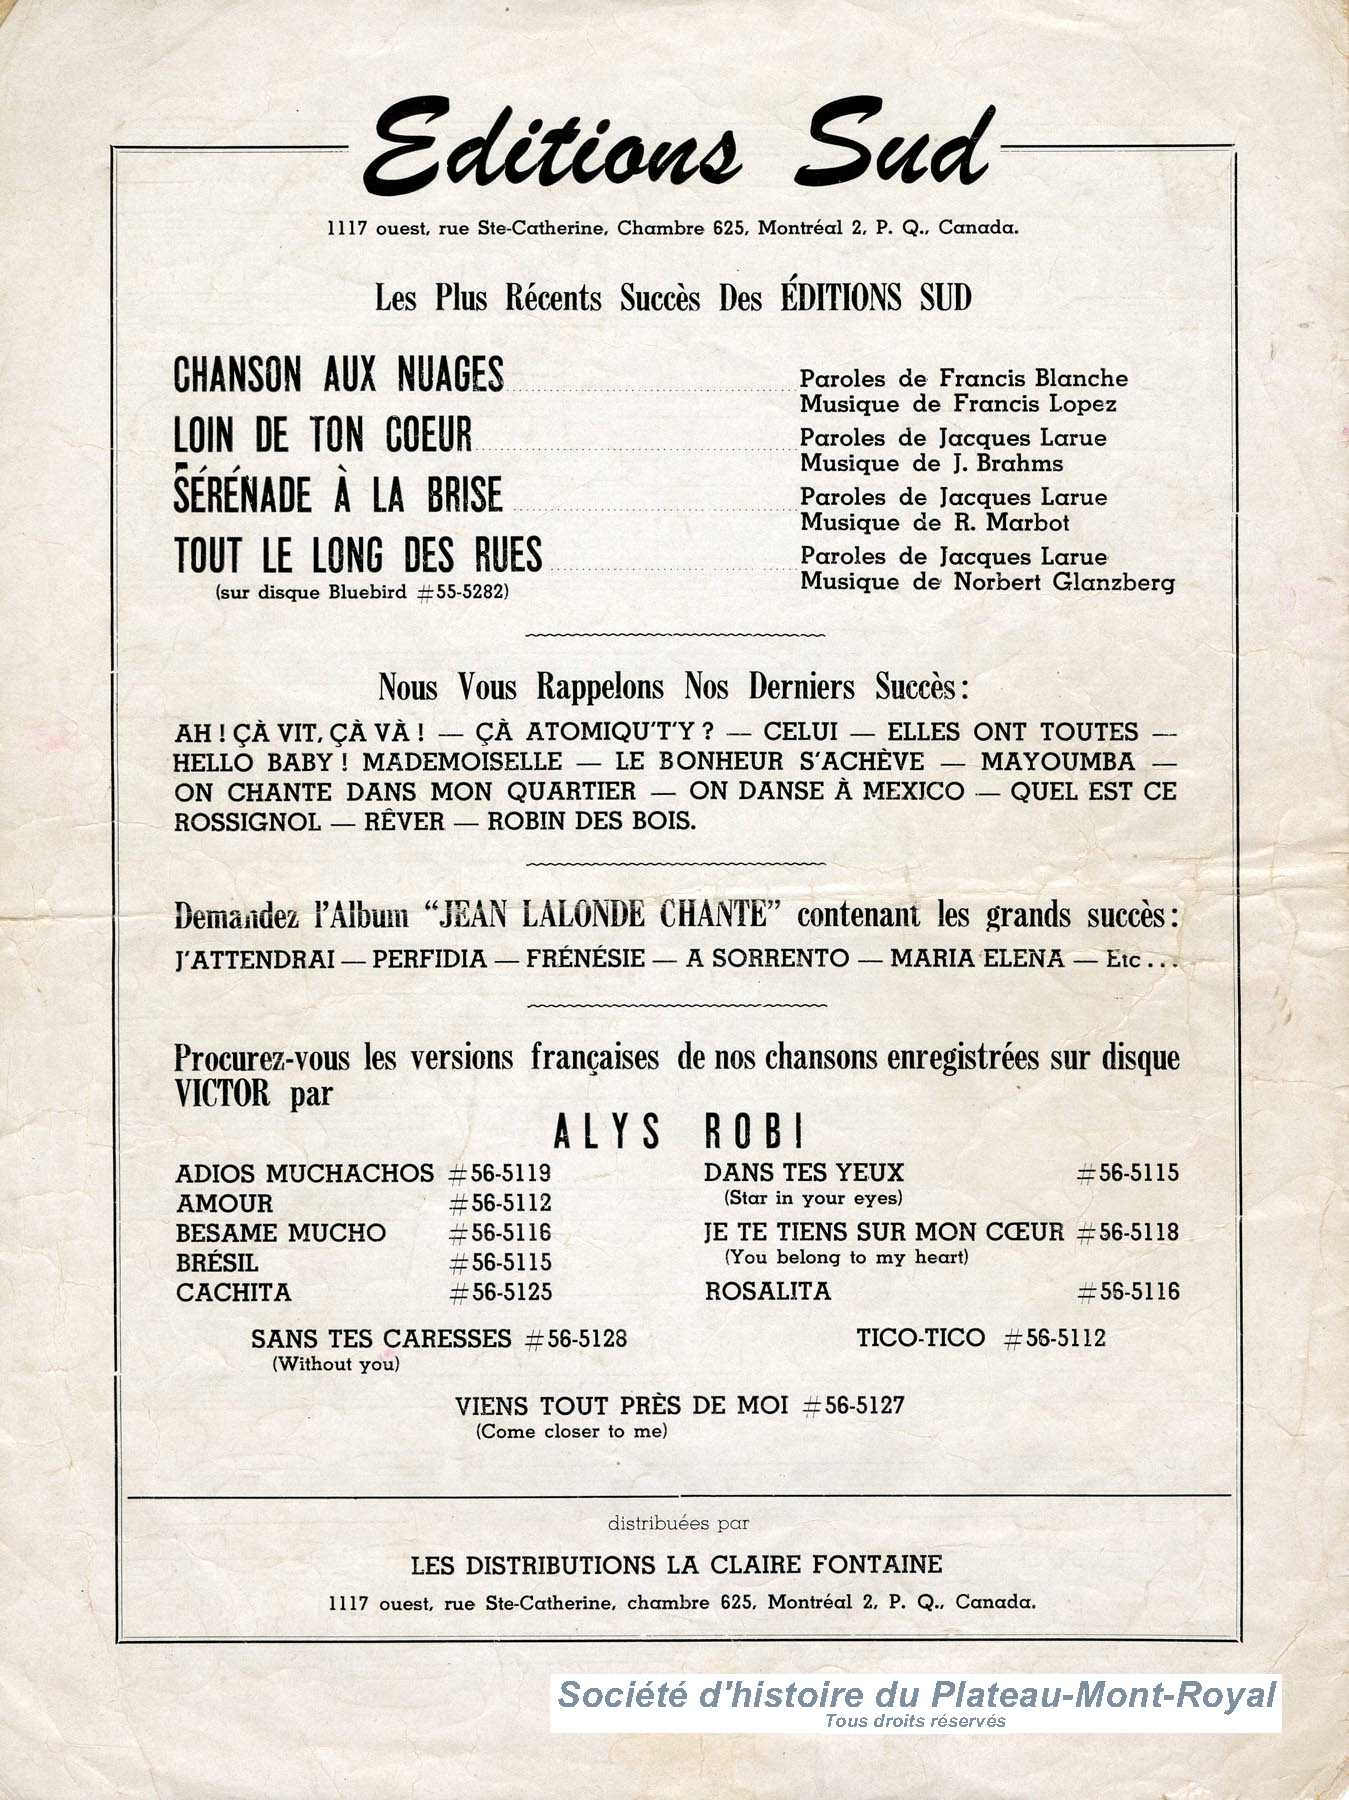 Editions Sud
1117 ouest, rue Ste-Catherine, Chambre 625, Montréal 2, P. Q., Canada.
Les Plus Récents Succès Des ÉDITIONS SUD
CHANSON AUX NUAGES Paroles de Francis Blanche
Musique de Francis Lopez
LOIN DE TON COEUR Paroles de Jacques Larue
Musique de J. Brahms
SÉRÉNADE À LA BRISE Paroles de Jacques Larue
Musique de R. Marbot
TOUT LE LONG DES RUES Paroles de Jacques Larue
(sur disque Bluebird #55-5282) Musique de Norbert Glanzberg
Nous Vous Rappelons Nos Derniers Succès:
AH ! ÇÀ VIT, ÇÀ VÀ ! — ÇÀ ATOMIQU'T'Y ? — CELUI — ELLES ONT TOUTES —
HELLO BABY ! MADEMOISELLE — LE BONHEUR S'ACHÈVE — MAYOUMBA —
ON CHANTE DANS MON QUARTIER — ON DANSE À MEXICO — QUEL EST CE
ROSSIGNOL — RÊVER — ROBIN DES BOIS.
Demandez l'Album "JEAN LALONDE CHANTE" contenant les grands succès:
J'ATTENDRAI — PERFIDIA — FRÉNÉSIE — A SORRENTO — MARIA ELENA — Etc...
Procurez-vous les versions françaises de nos chansons enregistrées sur disque
VICTOR par
ALYS ROBI
ADIOS MUCHACHOS #56-5119 DANS TES YEUX #56-5115
(Star in your eyes)
AMOUR #56-5112
BESAME MUCHO #56-5116 JE TE TIENS SUR MON CŒUR #56-5118
(You belong to my heart)
BRÉSIL #56-5115
CACHITA #56-5125 ROSALITA #56-5116
SANS TES CARESSES #56-5128 TICO-TICO #56-5112
(Without you)
VIENS TOUT PRÈS DE MOI #56-5127
(Come closer to me)
distribuées par
LES DISTRIBUTIONS LA CLAIRE FONTAINE
1117 ouest, rue Ste-Catherine, chambre 625, Montréal 2, P. Q., Canada.
Société d'histoire du Plateau-Mont-Royal
Tous droits réservés